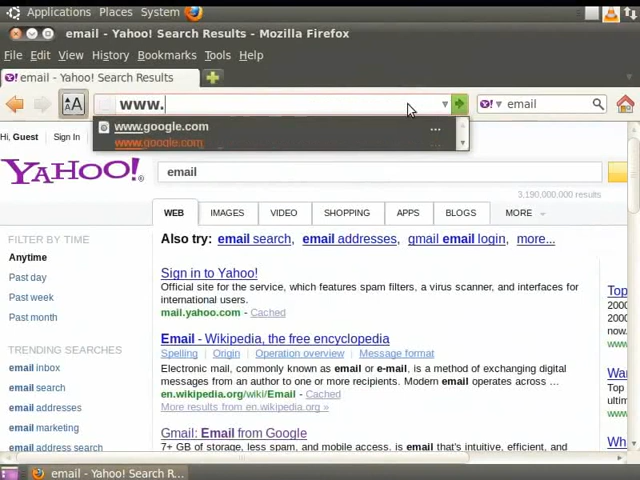 Applications Places System
email - Yahoo! Search Results - Mozilla Firefox
File Edit View History Bookmarks Tools Help
Y! email - Yahoo! Search Results
AA www. Y! email
www.google.com ...
www.google.com ...
Hi, Guest Sign In
YAHOO! email
3,190,000,000 results
WEB IMAGES VIDEO SHOPPING APPS BLOGS MORE
FILTER BY TIME
Anytime
Past day
Past week
Past month
TRENDING SEARCHES
email inbox
email search
email addresses
email marketing
email address search
Also try: email search, email addresses, gmail email login, more...
Sign in to Yahoo!
Official site for the service, which features spam filters, a virus scanner, and interfaces for
international users.
mail.yahoo.com - Cached
Email - Wikipedia, the free encyclopedia
Spelling | Origin | Operation overview | Message format
Electronic mail, commonly known as email or e-mail, is a method of exchanging digital
messages from an author to one or more recipients. Modern email operates across ...
en.wikipedia.org/wiki/Email - Cached
More results from en.wikipedia.org »
Gmail: Email from Google
7+ GB of storage, less spam, and mobile access. is email that's intuitive, efficient, and
Top
2000
2000
now.
www
War
ulti
www
Wh
email - Yahoo! Search R...